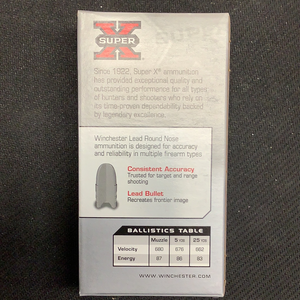 SUPER
X
Since 1922, Super X® ammunition
has provided exceptional quality and
outstanding performance for all types
of hunters and shooters who rely on
its time-proven dependability backed
by legendary excellence.
Winchester Lead Round Nose
ammunition is designed for accuracy
and reliability in multiple firearm types
Consistent Accuracy
Trusted for target and range
shooting
Lead Bullet
Recreates frontier image
BALLISTICS TABLE
Muzzle 5 25
Velocity 680
Energy
WWW.WINCHESTER.COM